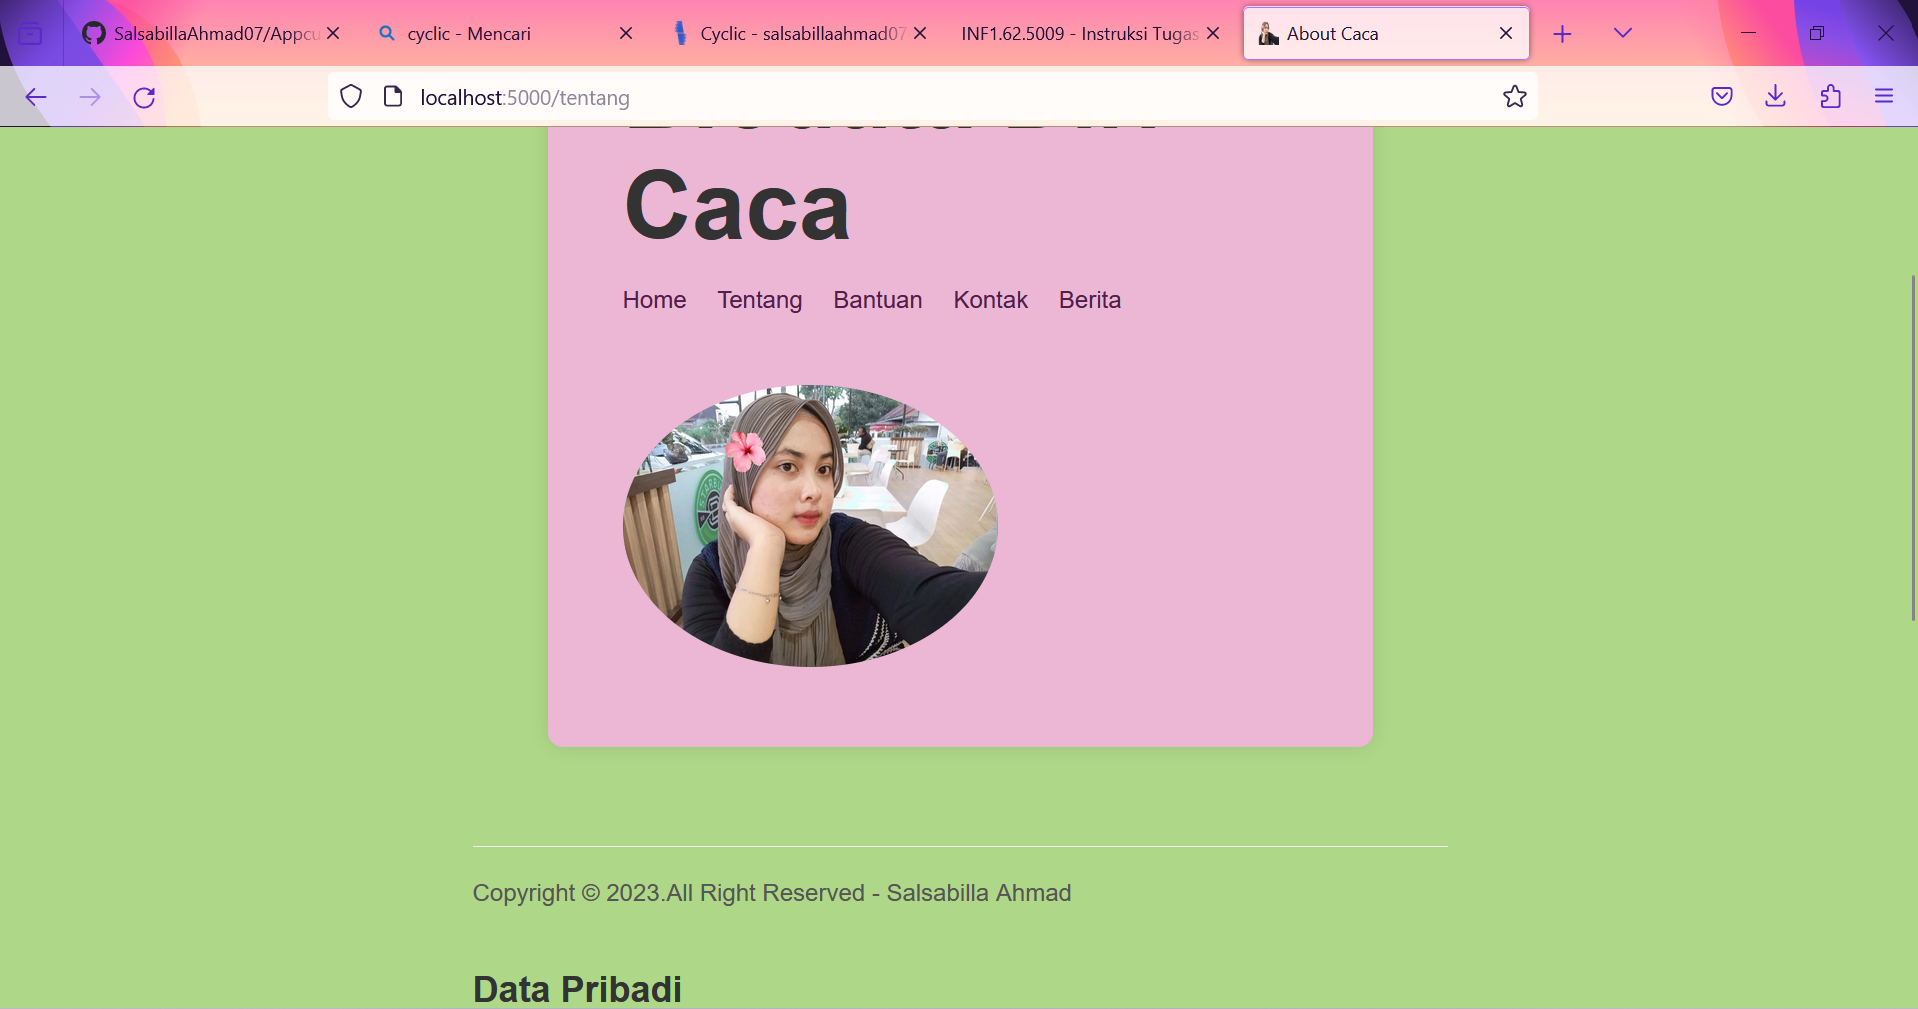 SalsabillaAhmad07/Appcu
cyclic - Mencari
Cyclic - salsabillaahmad07
INF1.62.5009 - Instruksi Tugas
About Caca
localhost:5000/tentang
Caca
Home Tentang Bantuan Kontak Berita
Copyright © 2023.All Right Reserved - Salsabilla Ahmad
Data Pribadi